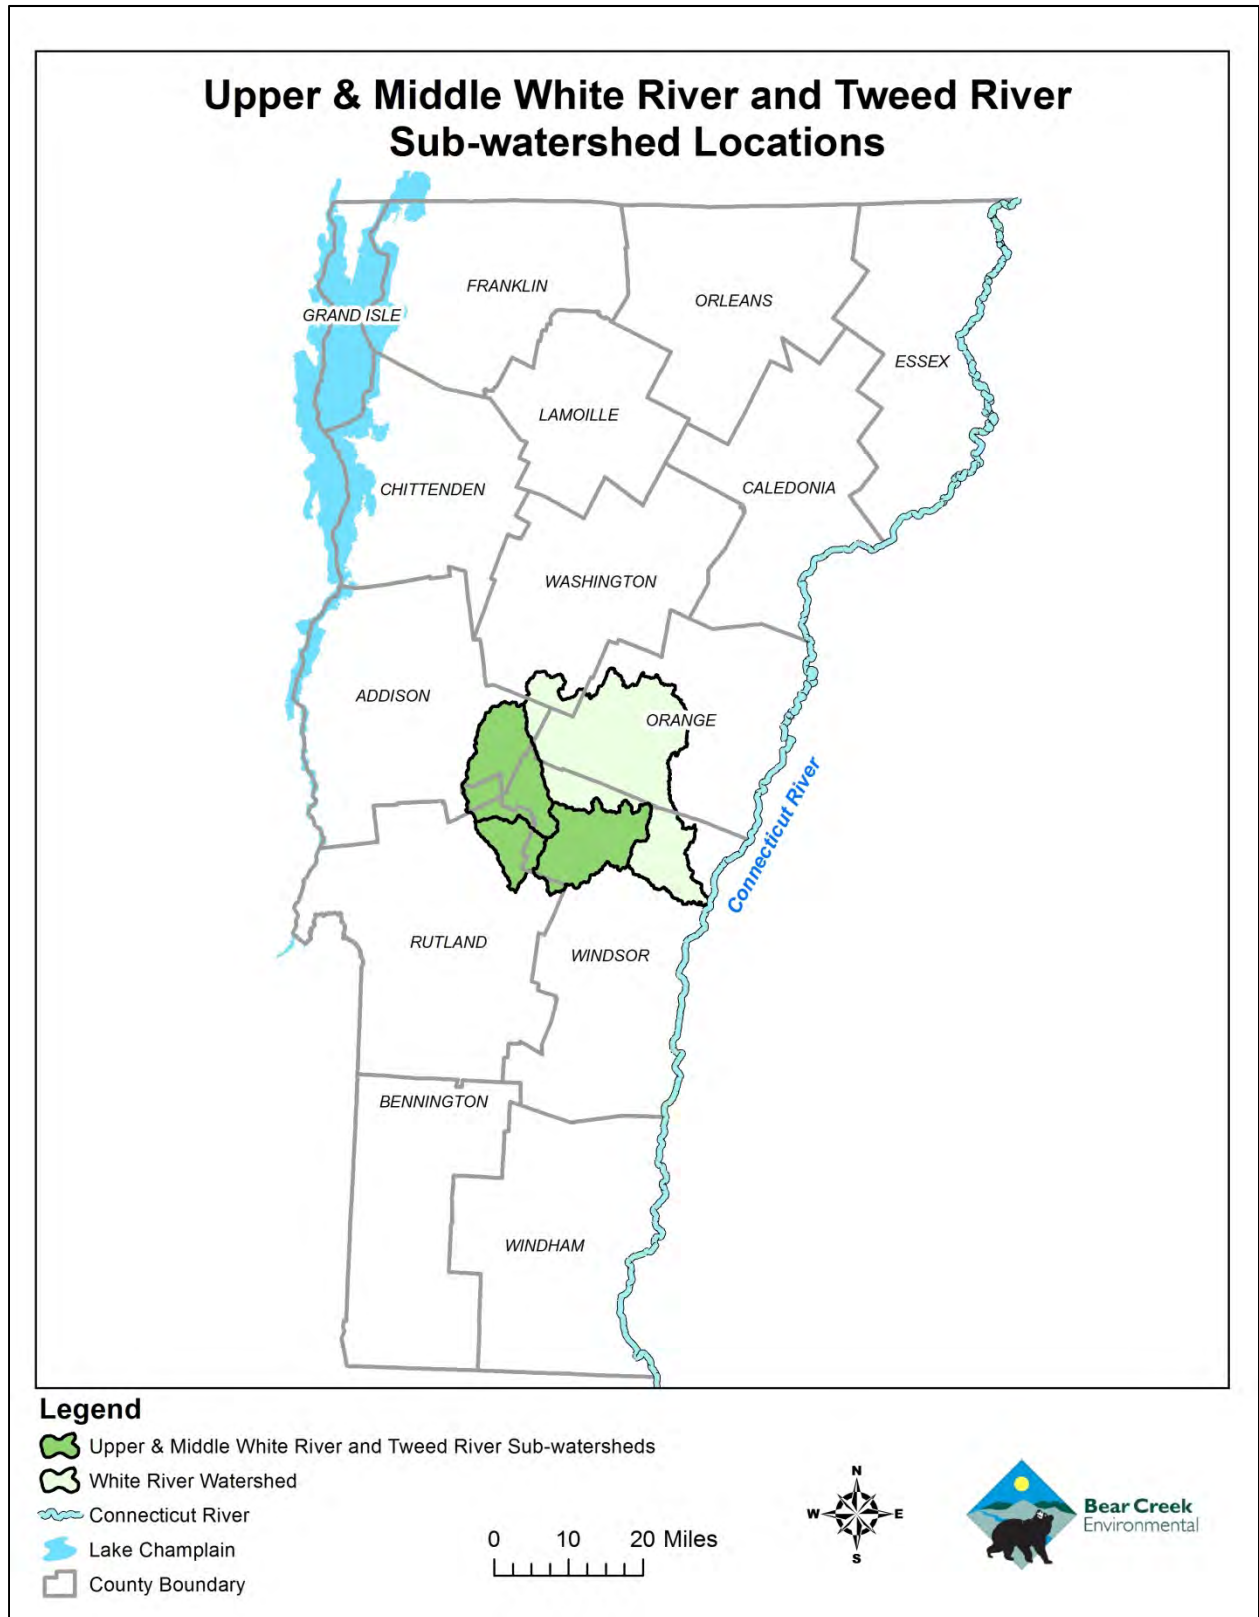 Upper & Middle White River and Tweed River
Sub-watershed Locations
FRANKLIN
ORLEANS
GRAND ISLE
ESSEX
LAMOILLE
CHITTENDEN
CALEDONIA
WASHINGTON
ADDISON
ORANGE
Connecticut River
RUTLAND
WINDSOR
BENNINGTON
WINDHAM
Legend
Upper & Middle White River and Tweed River Sub-watersheds
White River Watershed
Connecticut River
Lake Champlain
County Boundary
0 10 20 Miles
N
W E
S
Bear Creek
Environmental